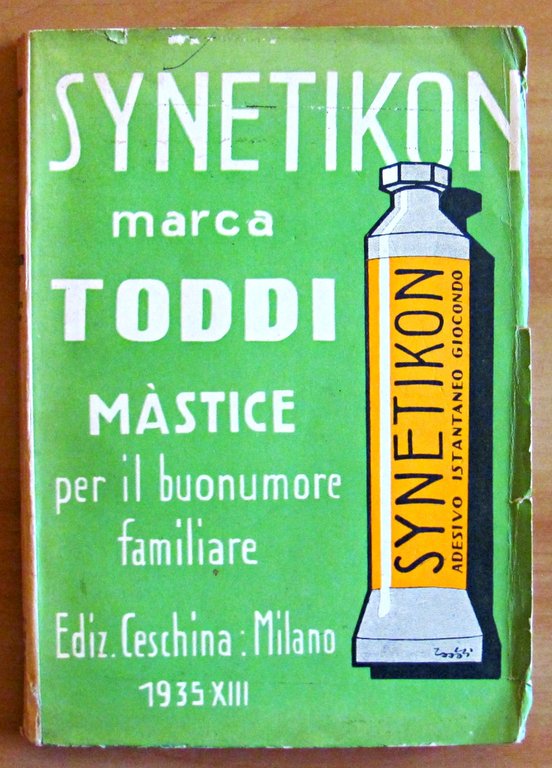 SYNETIKON
marca
TODDI
MÀSTICE
per il buonumore
familiare
Ediz. Ceschina: Milano
1935·XIII
SYNETIKON
ADESIVO ISTANTANEO GIOCONDO